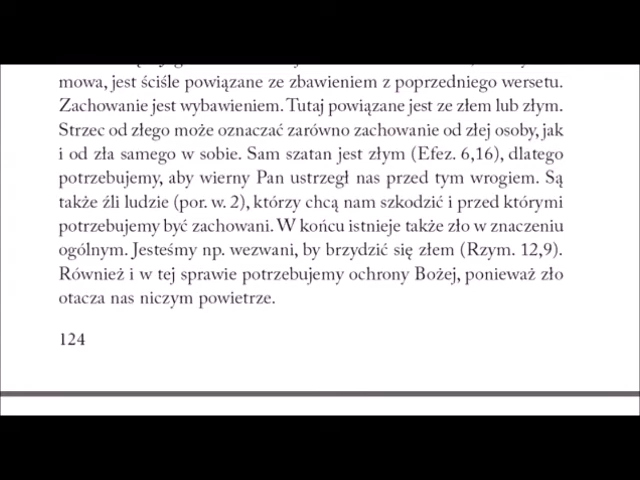 mowa, jest ściśle powiązane ze zbawieniem z poprzedniego wersetu.
Zachowanie jest wybawieniem. Tutaj powiązane jest ze złem lub złym.
Strzec od złego może oznaczać zarówno zachowanie od złej osoby, jak
i od zła samego w sobie. Sam szatan jest złym (Efez. 6,16), dlatego
potrzebujemy, aby wierny Pan ustrzegł nas przed tym wrogiem. Są
także źli ludzie (por. w. 2), którzy chcą nam szkodzić i przed którymi
potrzebujemy być zachowani. W końcu istnieje także zło w znaczeniu
ogólnym. Jesteśmy np. wezwani, by brzydzić się złem (Rzym. 12,9).
Również i w tej sprawie potrzebujemy ochrony Bożej, ponieważ zło
otacza nas niczym powietrze.
124